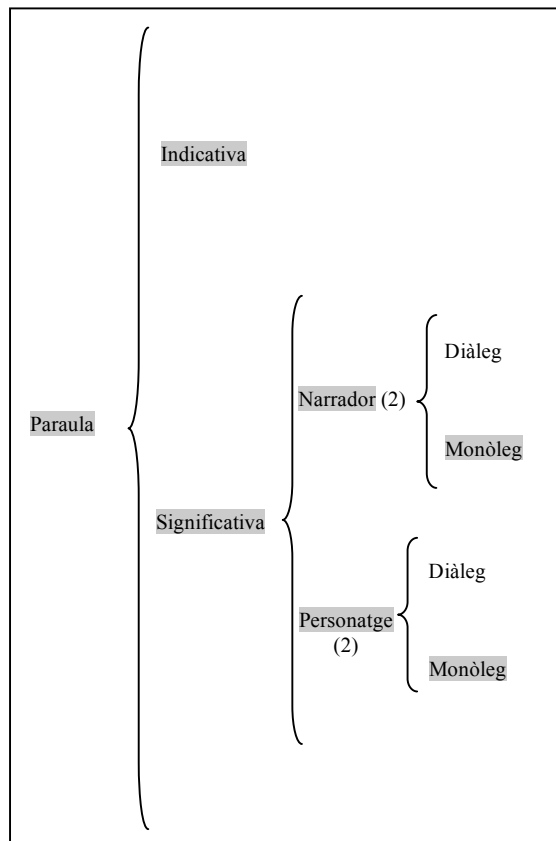 Indicativa
Diàleg
Narrador (2)
Paraula
Monòleg
Significativa
Diàleg
Personatge
(2)
Monòleg